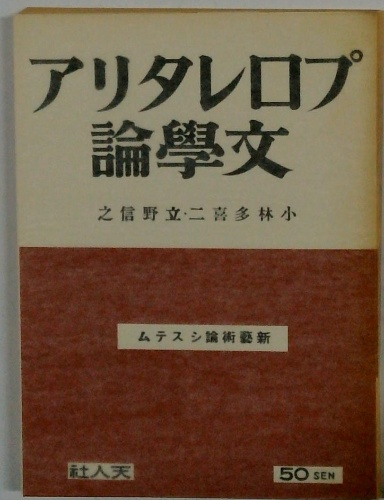 プロレタリア
文學論
小林多喜二・立野信之
新藝術論システム
天人社
50 SEN